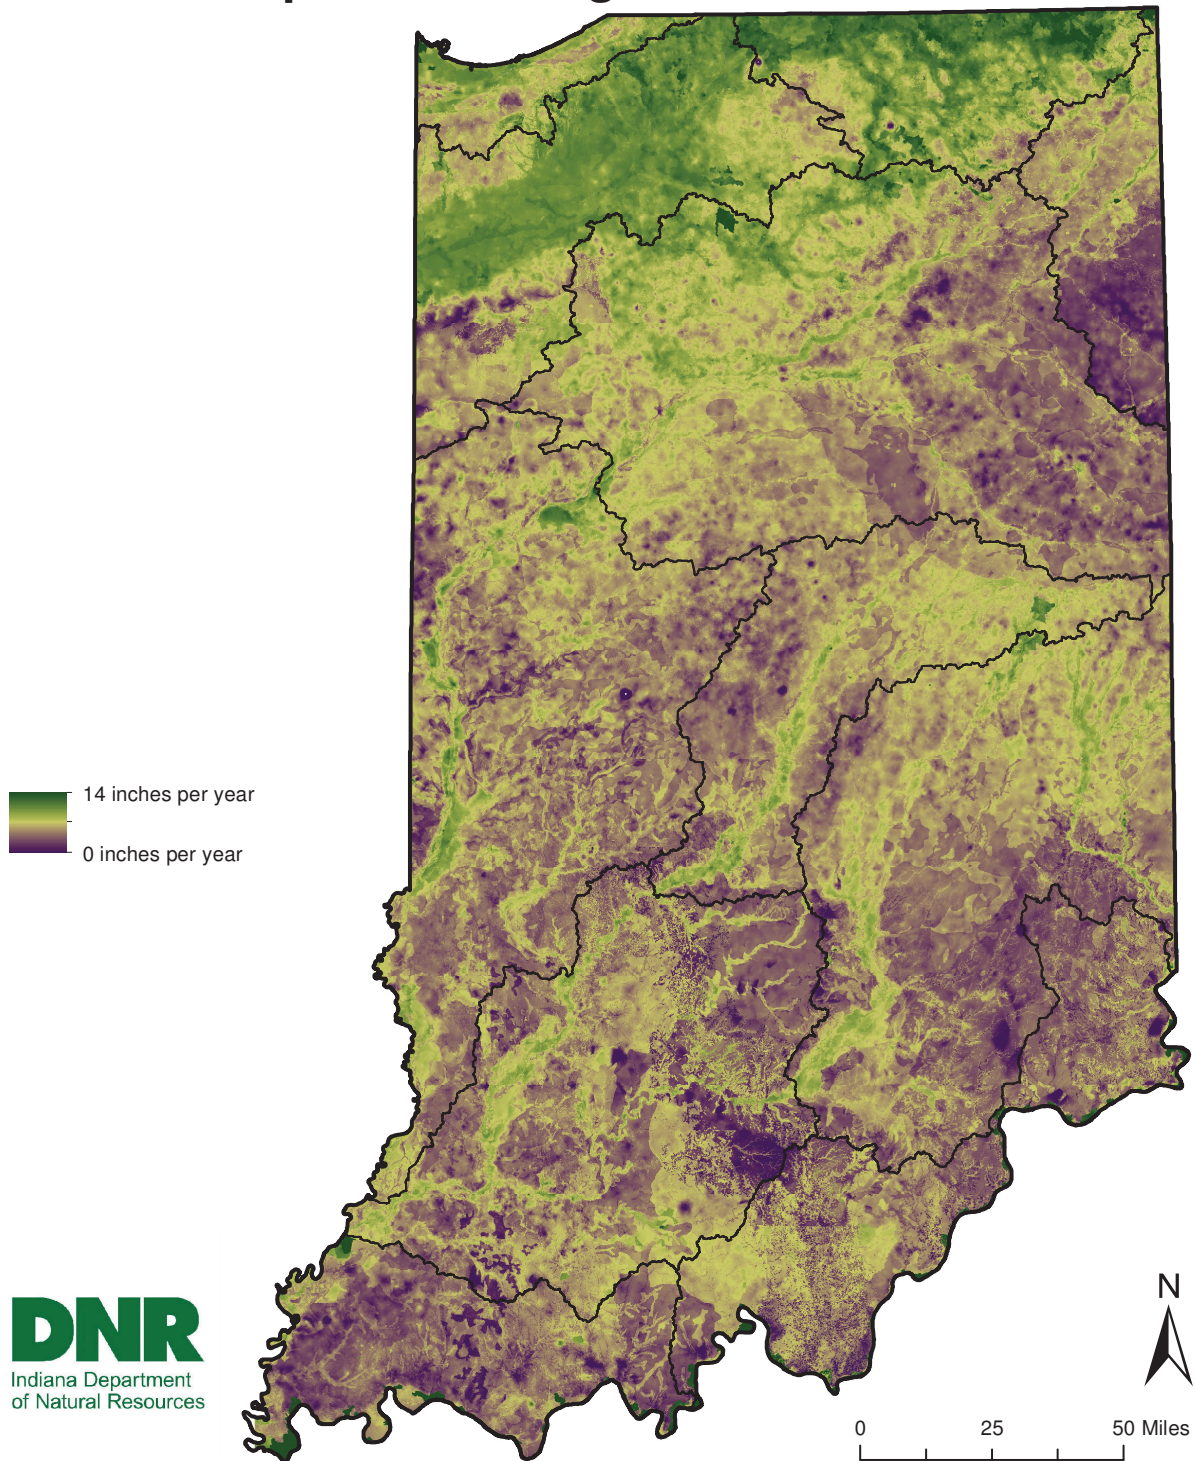 14 inches per year
0 inches per year
N
DNR
Indiana Department
of Natural Resources
0 25 50 Miles